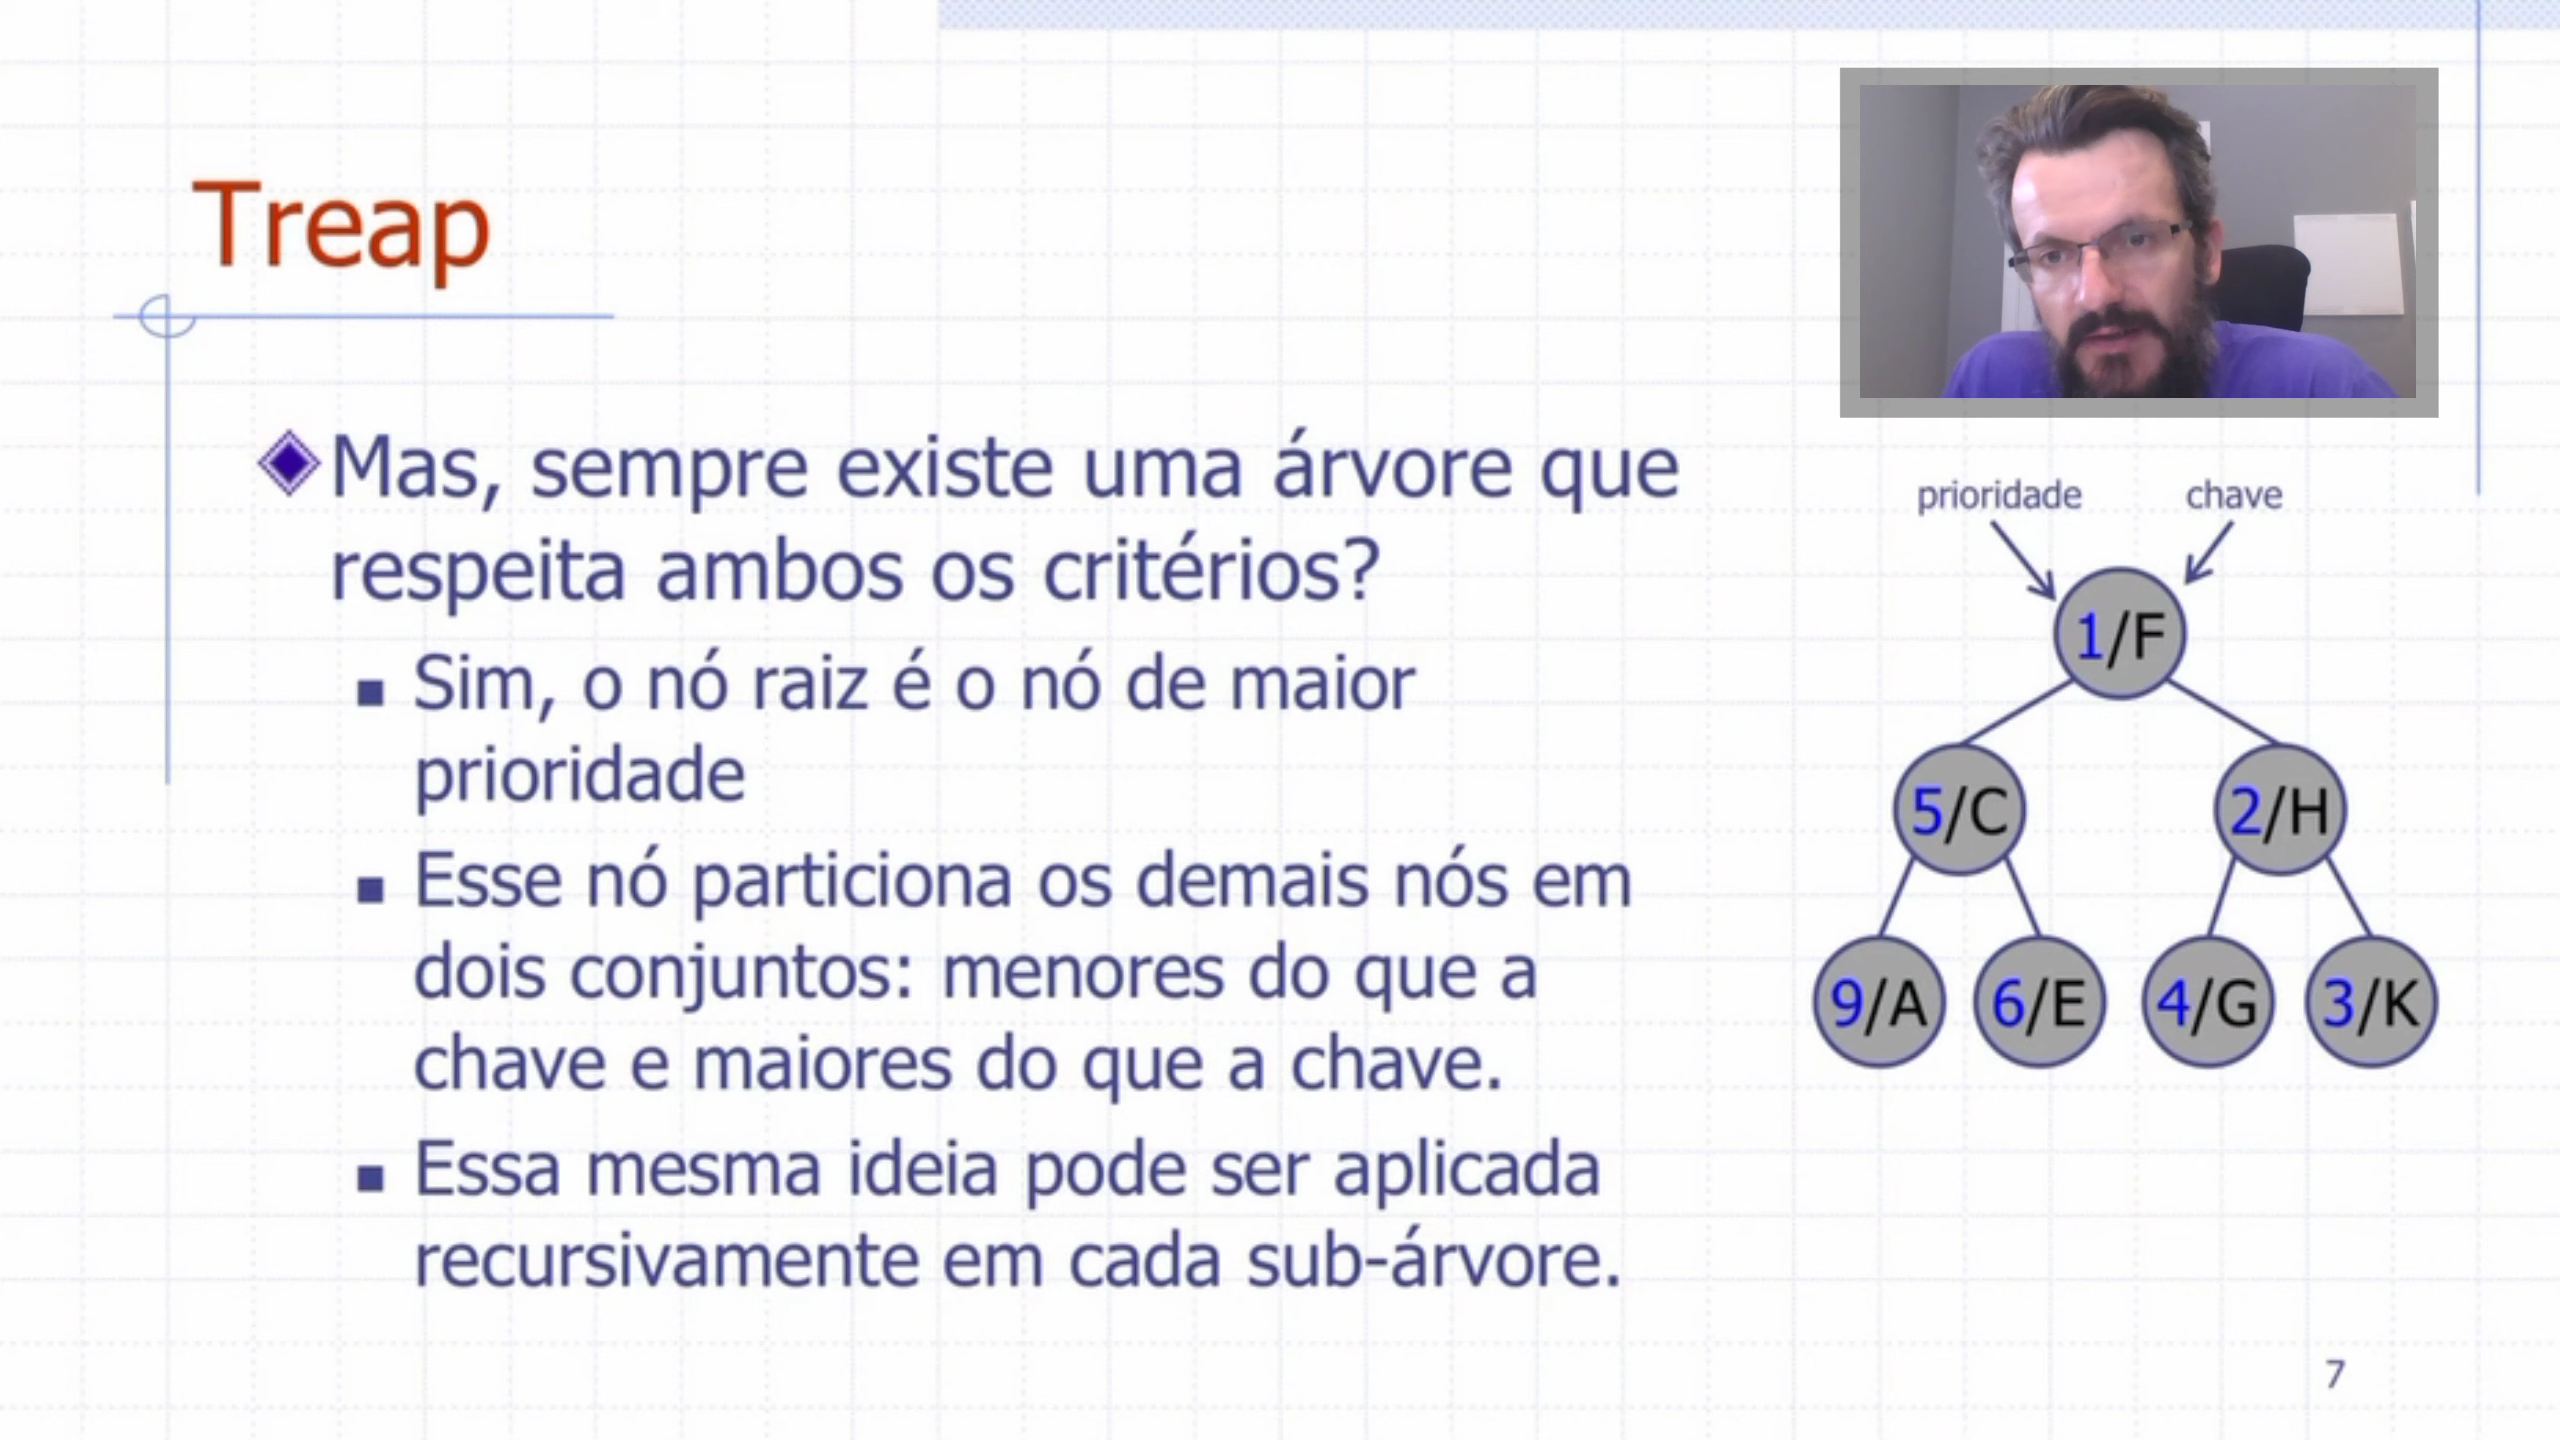 Treap
Mas, sempre existe uma árvore que
respeita ambos os critérios?
Sim, o nó raiz é o nó de maior
prioridade
Esse nó particiona os demais nós em
dois conjuntos: menores do que a
chave e maiores do que a chave.
Essa mesma ideia pode ser aplicada
recursivamente em cada sub-árvore.
prioridade chave
1/F
5/C 2/H
9/A 6/E 4/G 3/K
7